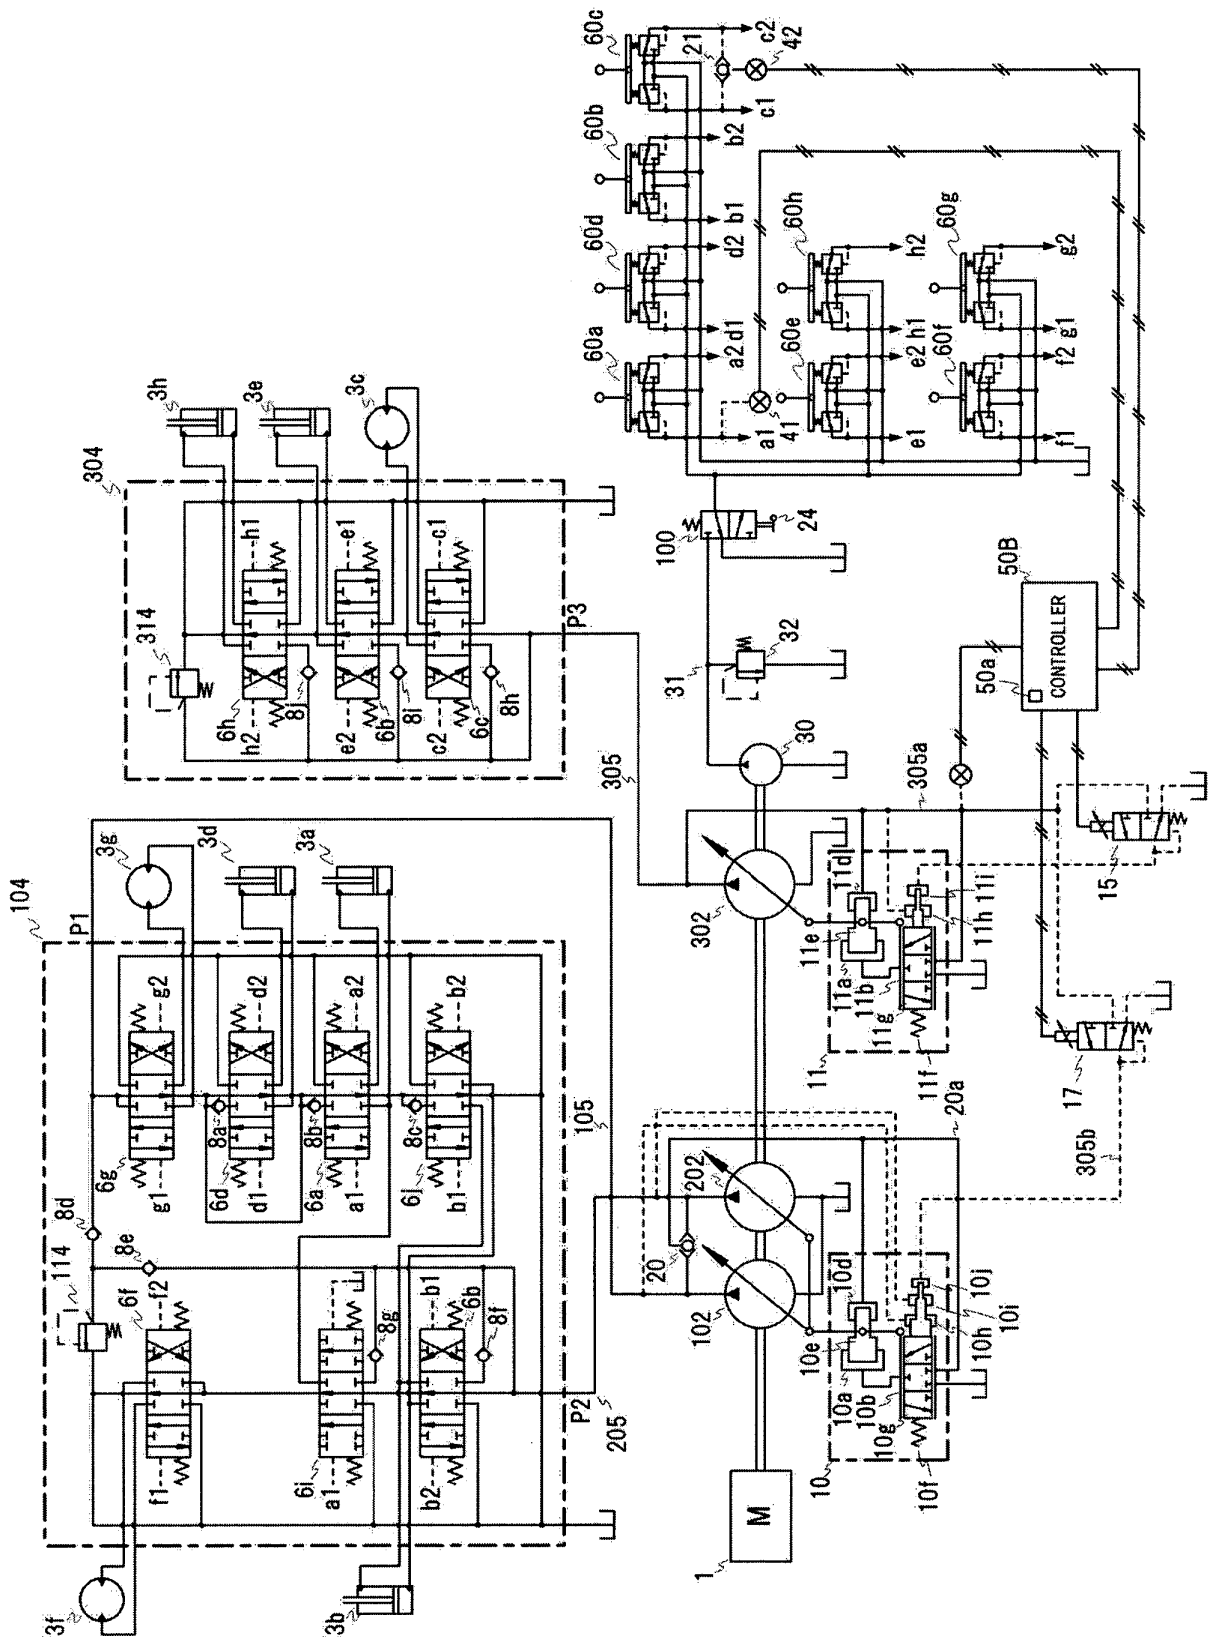 104
P1
3g
3d
3a
6g
g1
g2
8a
6d
d1
d2
8b
6a
a1
a2
8c
6i
b1
b2
8d
114
8e
6f
f1
f2
6i
a1
8g
b1
6b
8f
b2
3f
3b
P2
205
105
304
314
3h
3e
3c
6h
h2
h1
8j
e2
6b
e1
8i
c2
6c
c1
8h
P3
305
60c
60b
60d
60a
c2
21
42
c1
b2
b1
d2
d1
a2
a1
60h
60e
41
h2
h1
e2
e1
60g
60f
g2
g1
f2
f1
100
24
31
32
30
302
202
102
20
1
M
50B
50a
CONTROLLER
305a
11a
11b
11d
11e
11f
11g
11h
11i
11
15
17
305b
20a
10a
10b
10d
10e
10f
10g
10h
10i
10j
10